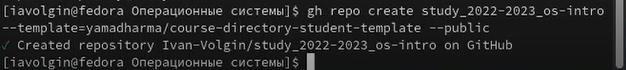 [iavolgin@fedora Операционные системы]$ gh repo create study_2022-2023_os-intro
--template=yamadharma/course-directory-student-template --public
✓ Created repository Ivan-Volgin/study_2022-2023_os-intro on GitHub
[iavolgin@fedora Операционные системы]$